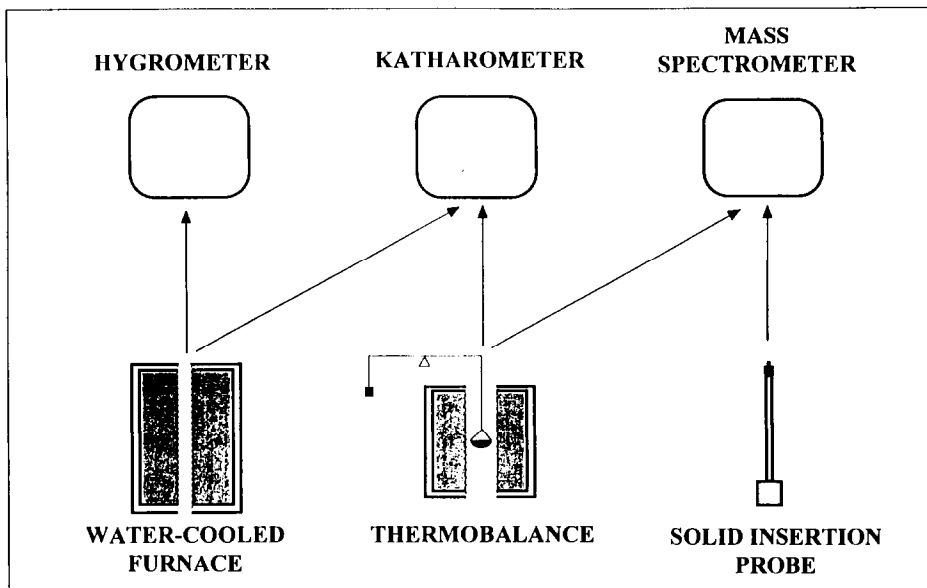 HYGROMETER
KATHAROMETER
MASS
SPECTROMETER
WATER-COOLED
FURNACE
THERMOBALANCE
SOLID INSERTION
PROBE